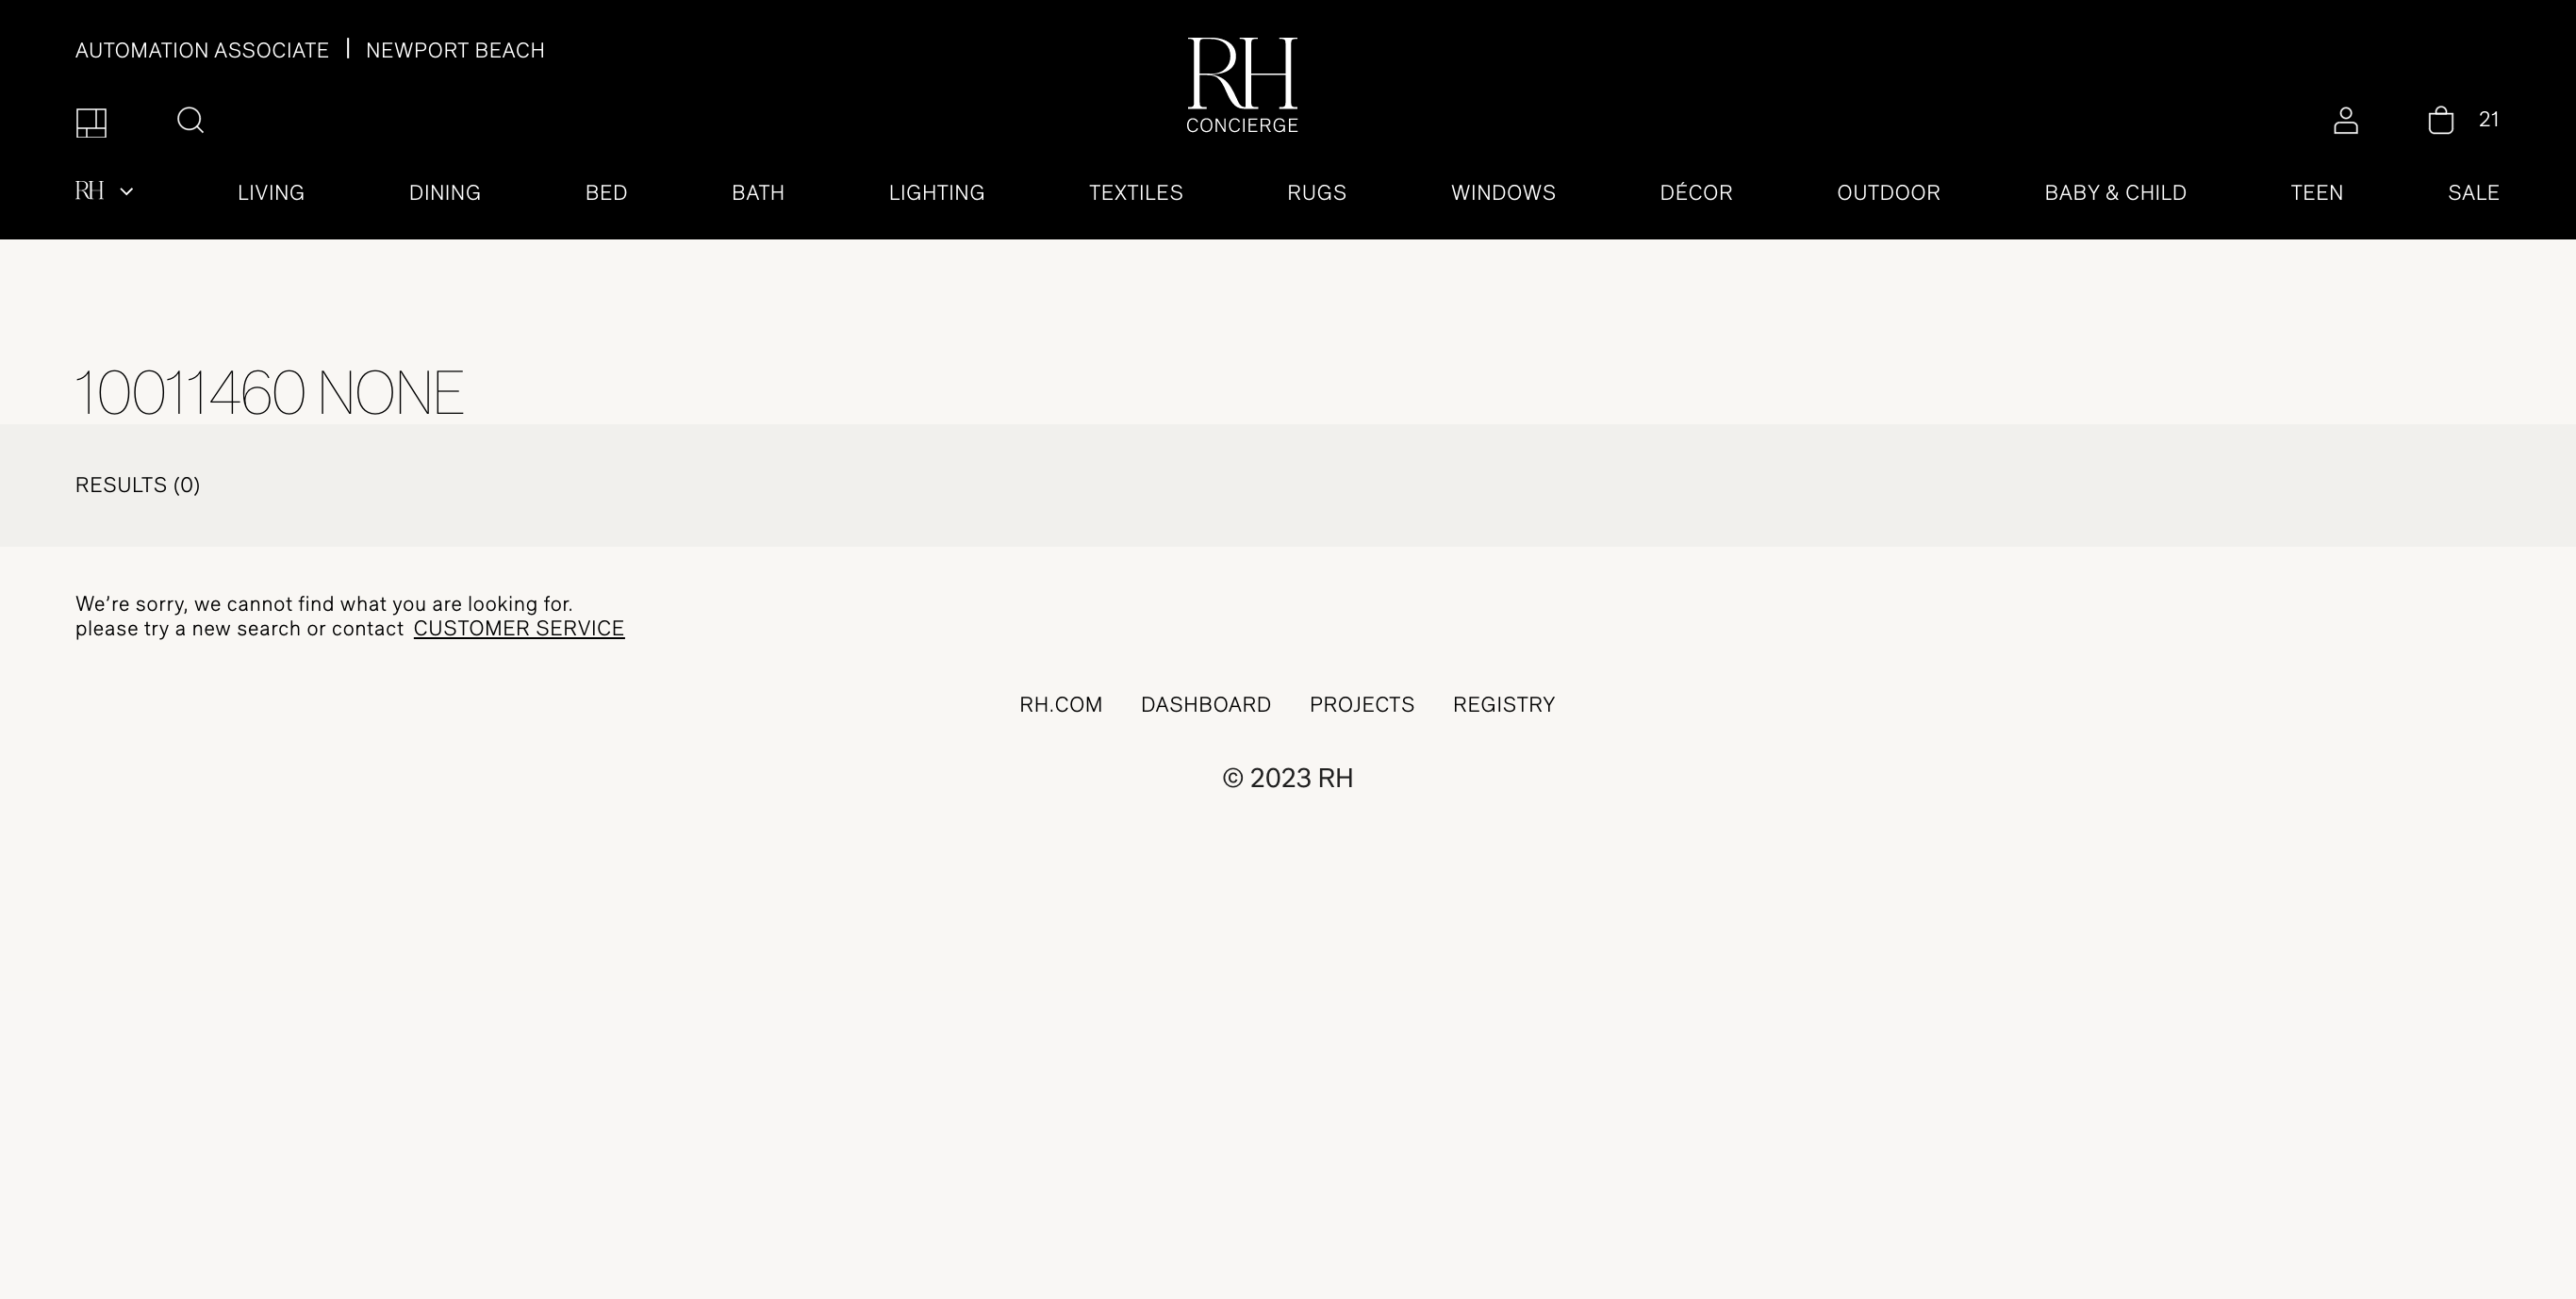 AUTOMATION ASSOCIATE | NEWPORT BEACH
RH
CONCIERGE
21
RH LIVING DINING BED BATH LIGHTING TEXTILES RUGS WINDOWS DÉCOR OUTDOOR BABY & CHILD TEEN SALE
10011460 NONE
RESULTS (0)
We’re sorry, we cannot find what you are looking for.
please try a new search or contact CUSTOMER SERVICE
RH.COM DASHBOARD PROJECTS REGISTRY
© 2023 RH